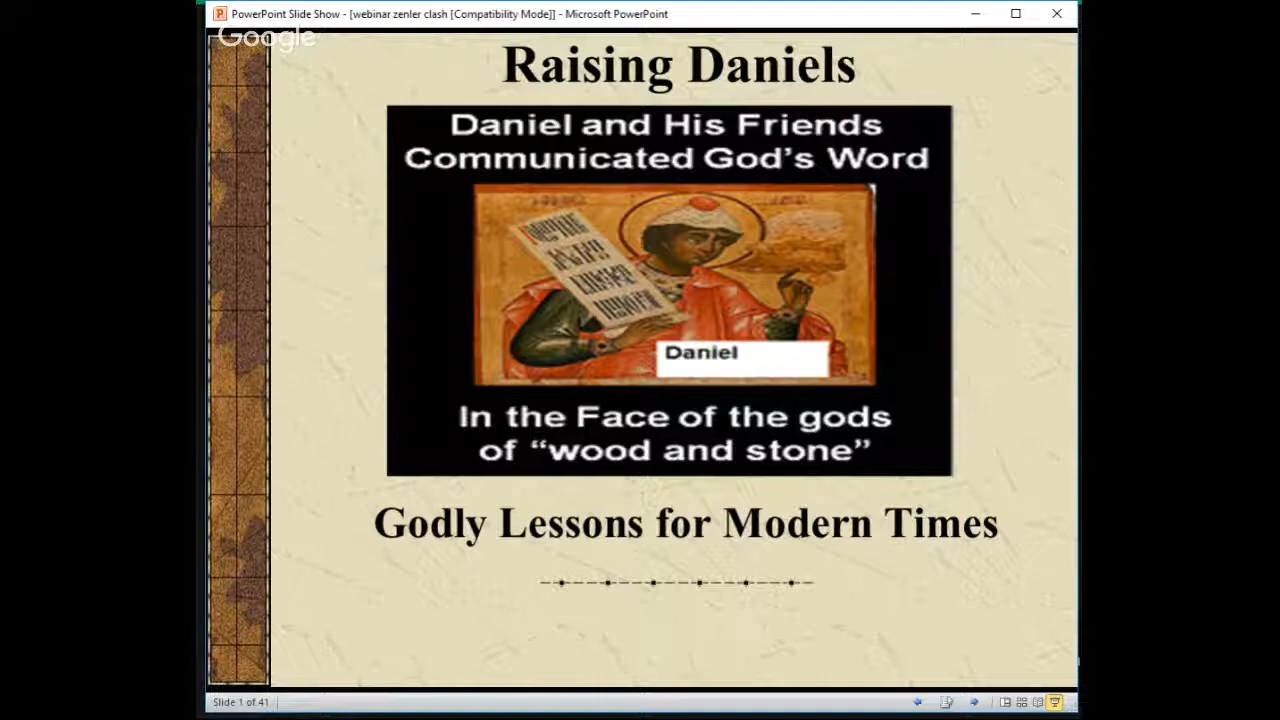 PowerPoint Slide Show - [webinar zenler clash [Compatibility Mode]] - Microsoft PowerPoint
Google
Raising Daniels
Daniel and His Friends
Communicated God's Word
Daniel
In the Face of the gods
of “wood and stone”
Godly Lessons for Modern Times
Slide 1 of 41